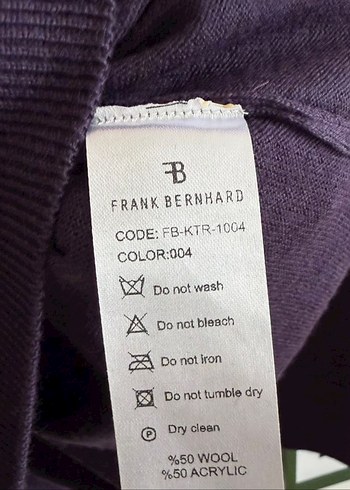 FB
FRANK BERNHARD
CODE: FB-KTR-1004
COLOR:004
Do not wash
Do not bleach
Do not iron
Do not tumble dry
P Dry clean
%50 WOOL
%50 ACRYLIC